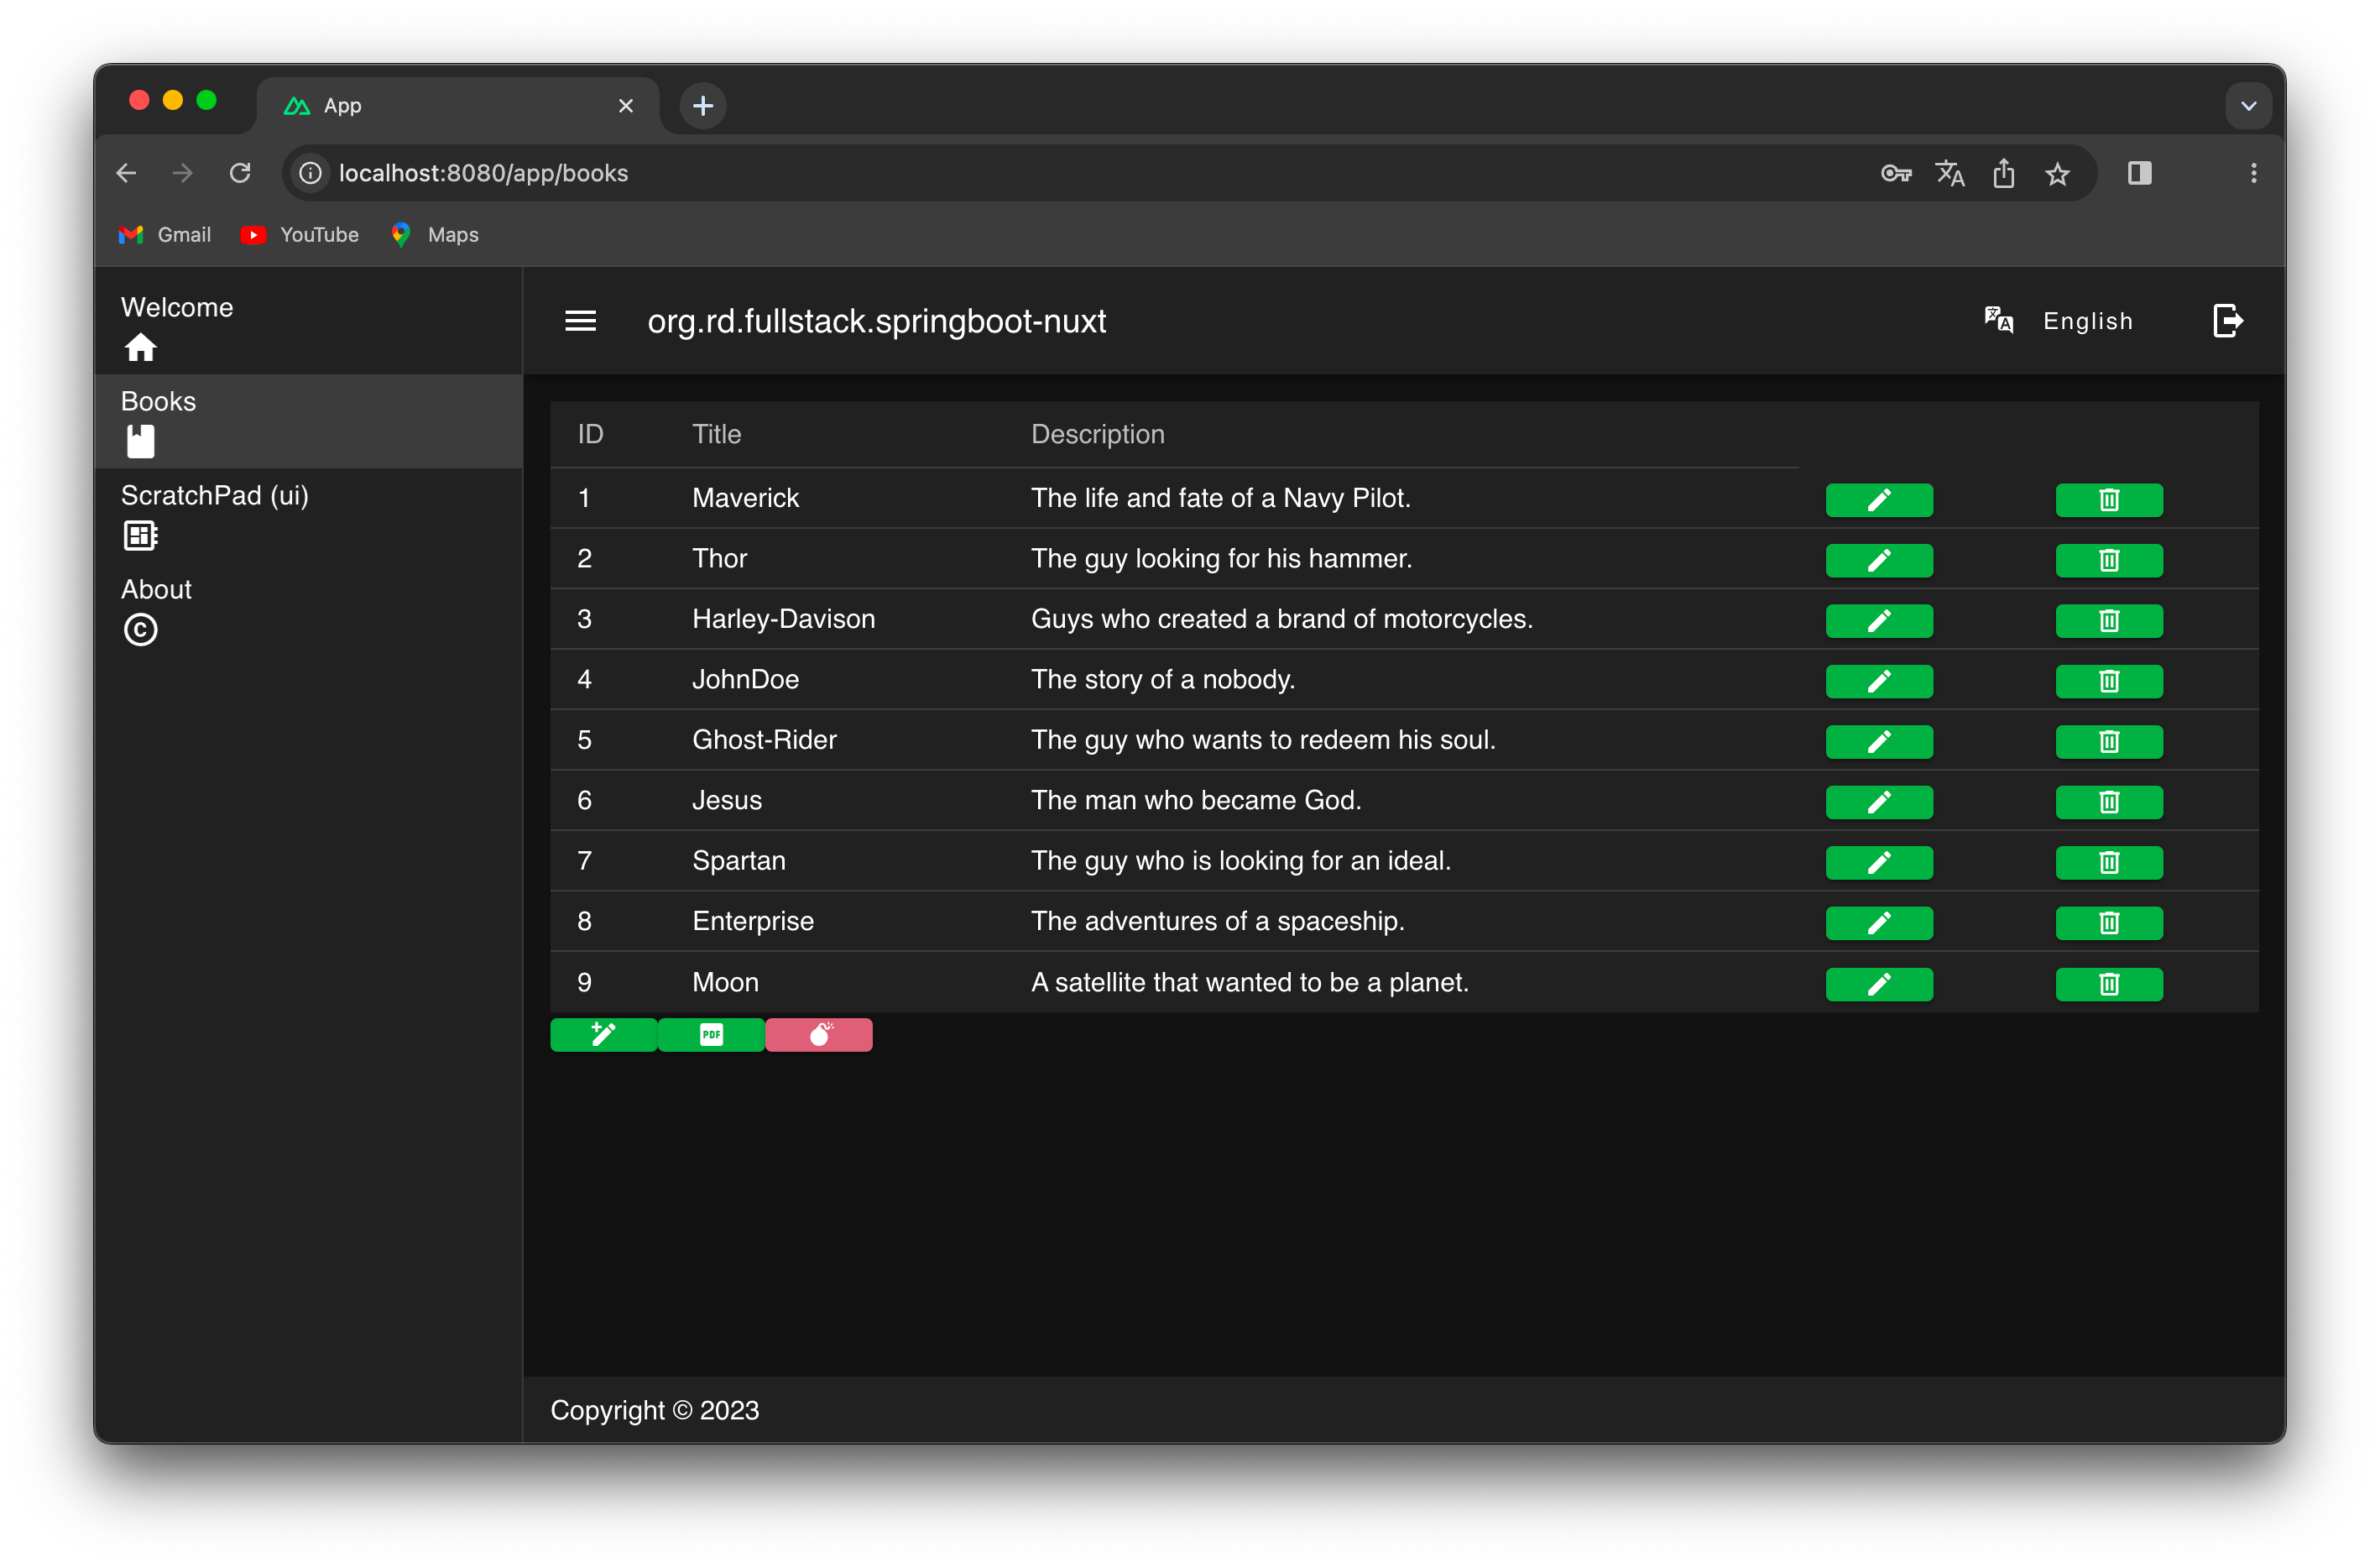 App
localhost:8080/app/books
Gmail YouTube Maps
Welcome
Books
ScratchPad (ui)
About
org.rd.fullstack.springboot-nuxt English
ID Title Description
1 Maverick The life and fate of a Navy Pilot.
2 Thor The guy looking for his hammer.
3 Harley-Davison Guys who created a brand of motorcycles.
4 JohnDoe The story of a nobody.
5 Ghost-Rider The guy who wants to redeem his soul.
6 Jesus The man who became God.
7 Spartan The guy who is looking for an ideal.
8 Enterprise The adventures of a spaceship.
9 Moon A satellite that wanted to be a planet.
PDF
Copyright © 2023